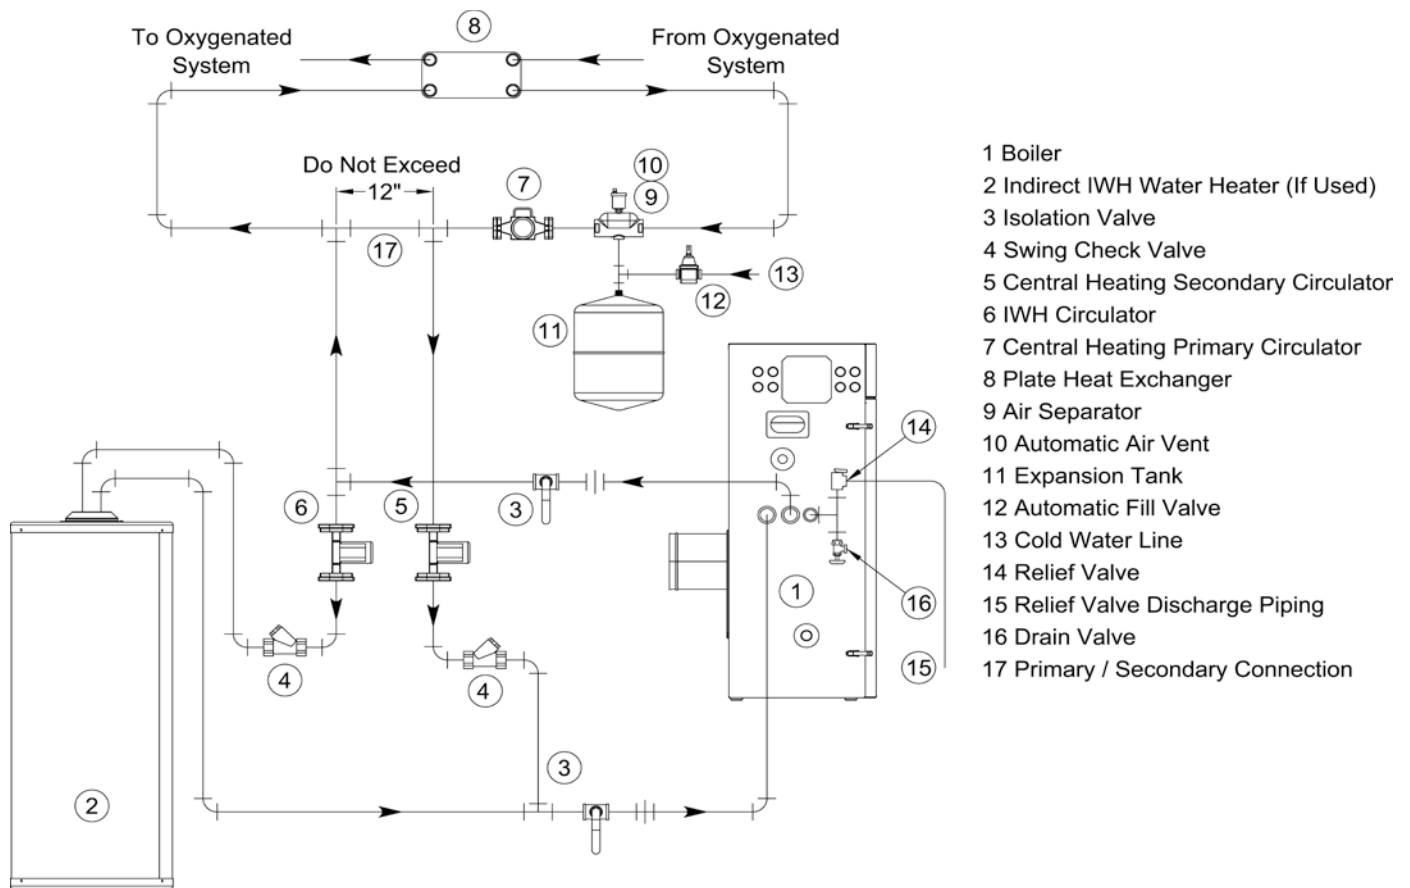 8
To Oxygenated
System
From Oxygenated
System
Do Not Exceed
12"
7
10
9
17
13
12
11
14
6
5
3
1
16
4
4
15
3
2
1 Boiler
2 Indirect IWH Water Heater (If Used)
3 Isolation Valve
4 Swing Check Valve
5 Central Heating Secondary Circulator
6 IWH Circulator
7 Central Heating Primary Circulator
8 Plate Heat Exchanger
9 Air Separator
10 Automatic Air Vent
11 Expansion Tank
12 Automatic Fill Valve
13 Cold Water Line
14 Relief Valve
15 Relief Valve Discharge Piping
16 Drain Valve
17 Primary / Secondary Connection